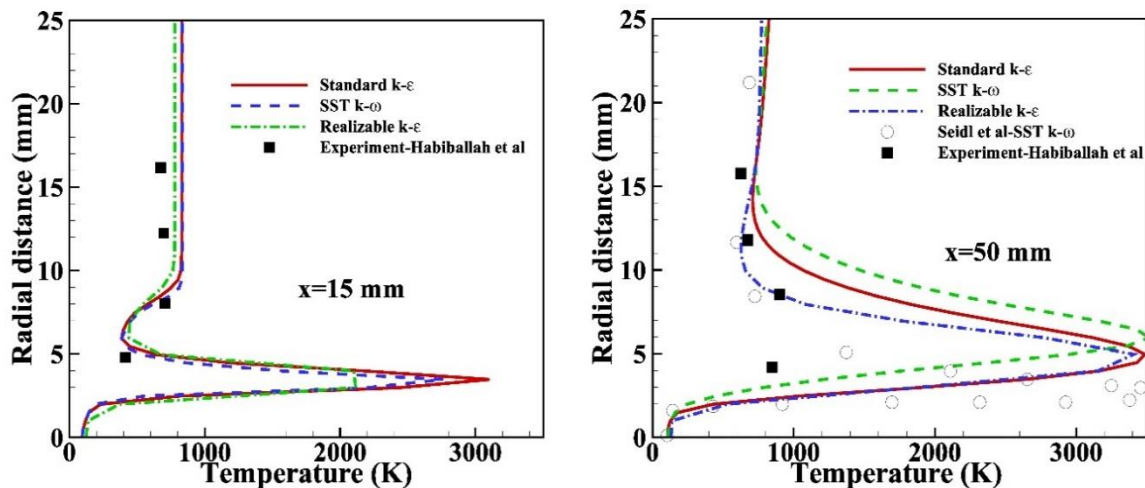 25
20
15
10
5
0
Radial distance (mm)
Standard k-ε
SST k-ω
Realizable k-ε
Experiment-Habiballah et al
x=15 mm
0
1000
2000
3000
Temperature (K)
25
20
15
10
5
0
Radial distance (mm)
Standard k-ε
SST k-ω
Realizable k-ε
Seidl et al-SST k-ω
Experiment-Habiballah et al
x=50 mm
0
1000
2000
3000
Temperature (K)